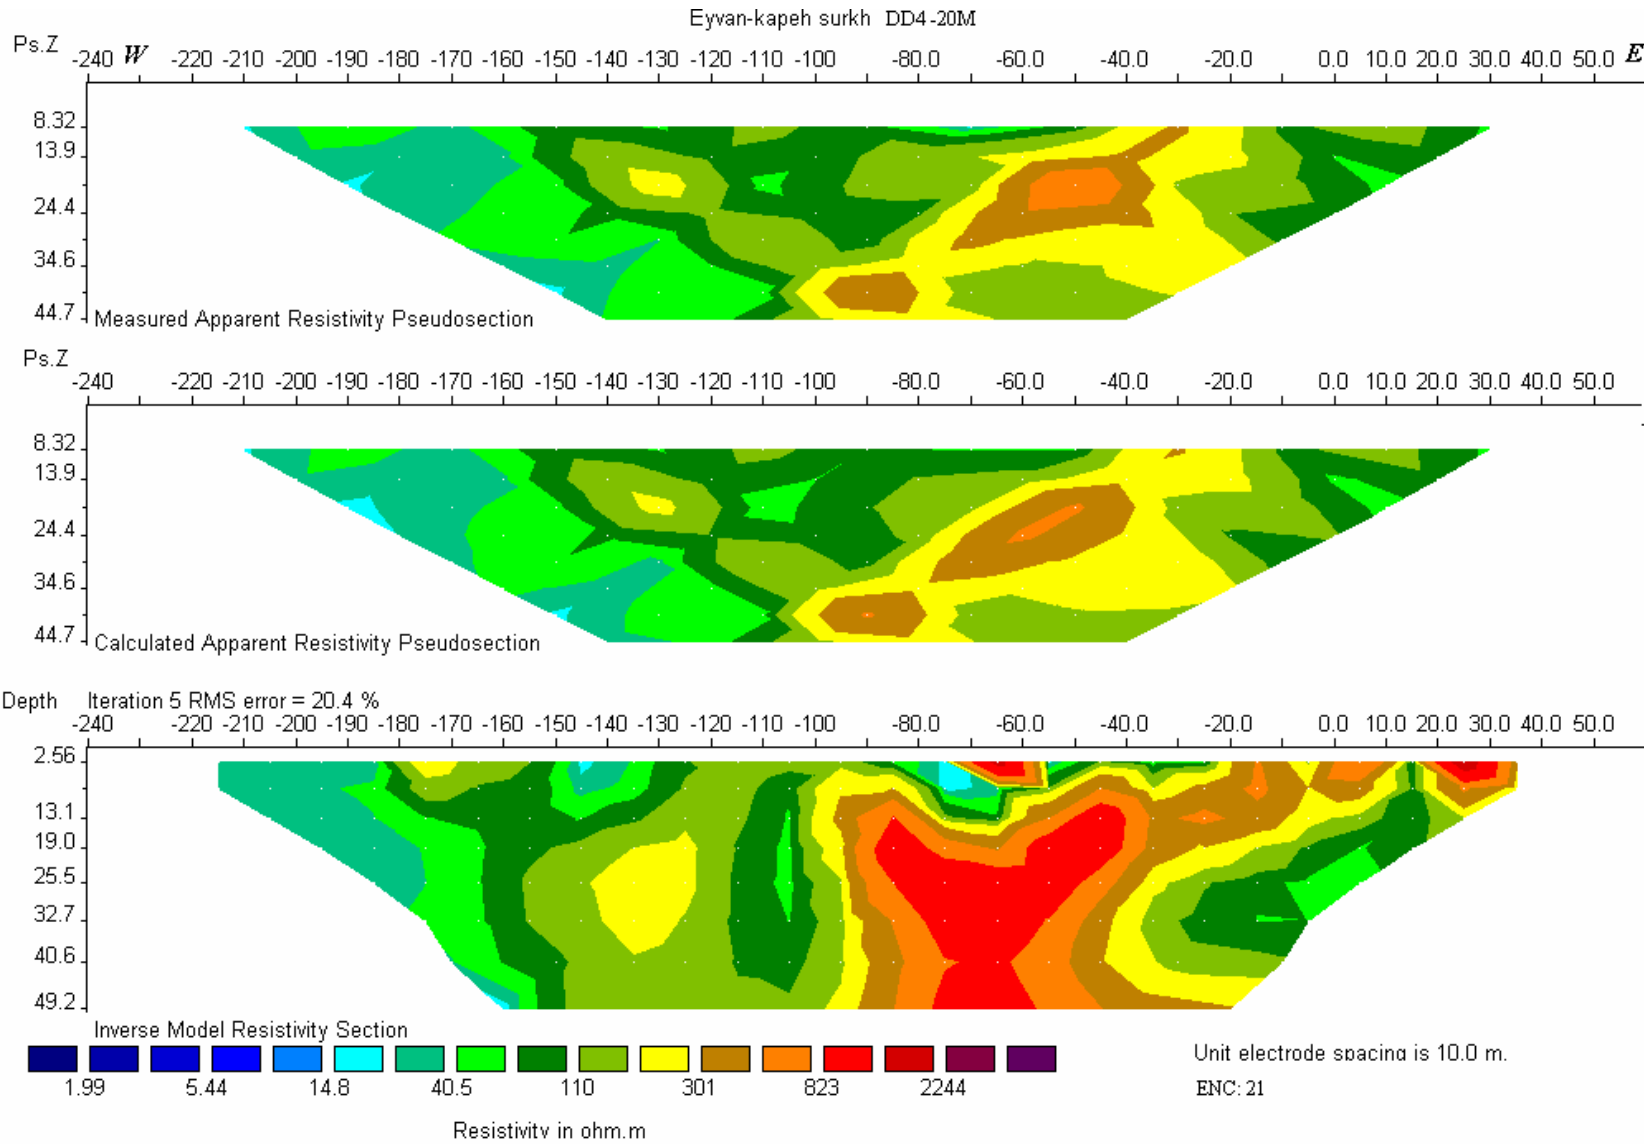 Eyvan-kapeh surkh DD4-20M
Ps.Z -240 W -220 -210 -200 -190 -180 -170 -160 -150 -140 -130 -120 -110 -100 -80.0 -60.0 -40.0 -20.0 0.0 10.0 20.0 30.0 40.0 50.0 E
8.32
13.9
24.4
34.6
44.7 Measured Apparent Resistivity Pseudosection
Ps.Z
-240 -220 -210 -200 -190 -180 -170 -160 -150 -140 -130 -120 -110 -100 -80.0 -60.0 -40.0 -20.0 0.0 10.0 20.0 30.0 40.0 50.0
8.32
13.9
24.4
34.6
44.7 Calculated Apparent Resistivity Pseudosection
Depth Iteration 5 RMS error = 20.4 %
-240 -220 -210 -200 -190 -180 -170 -160 -150 -140 -130 -120 -110 -100 -80.0 -60.0 -40.0 -20.0 0.0 10.0 20.0 30.0 40.0 50.0
2.56
13.1
19.0
25.5
32.7
40.6
49.2
Inverse Model Resistivity Section
1.99 5.44 14.8 40.5 110 301 823 2244
Resistivity in ohm.m
Unit electrode spacing is 10.0 m.
ENC: 21